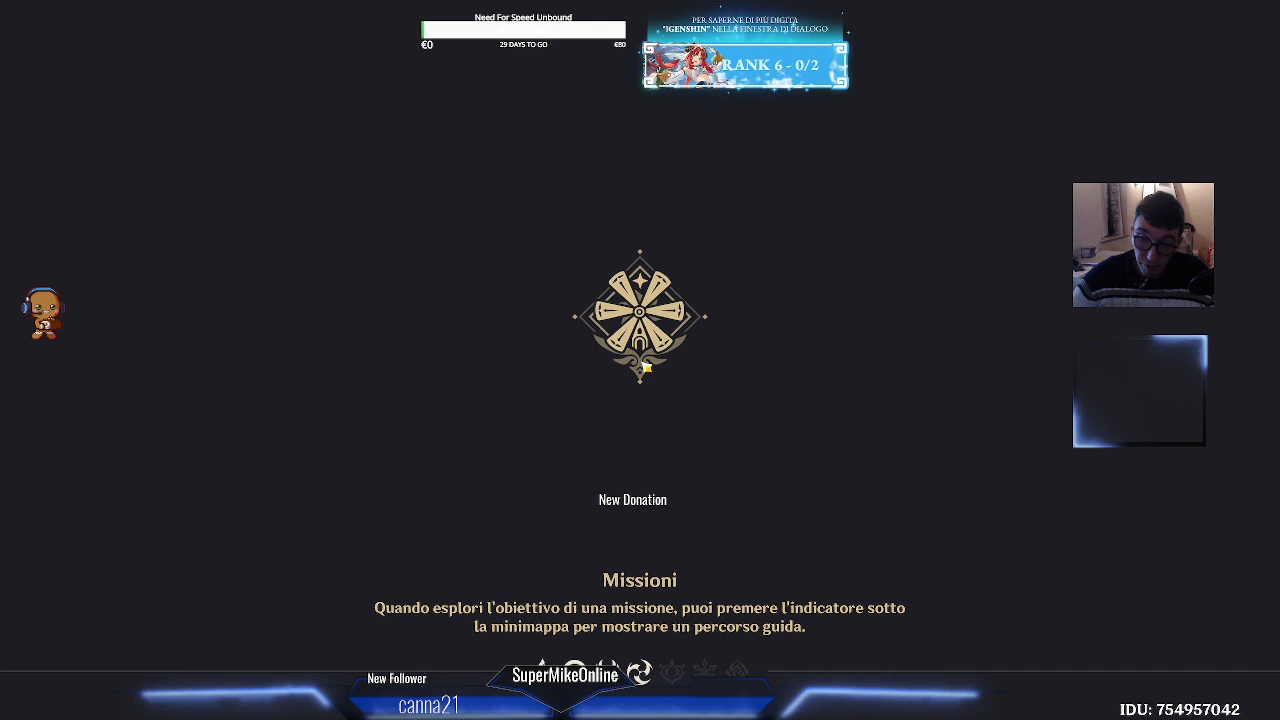 Need For Speed Unbound
€0
29 DAYS TO GO
€80
PER SAPERNE DI PIÙ DIGITA
"!GENSHIN" NELLA FINESTRA DI DIALOGO
RANK 6 - 0/2
New Donation
Missioni
Quando esplori l'obiettivo di una missione, puoi premere l'indicatore sotto
la minimappa per mostrare un percorso guida.
SuperMikeOnline
New Follower
canna21
IDU: 754957042